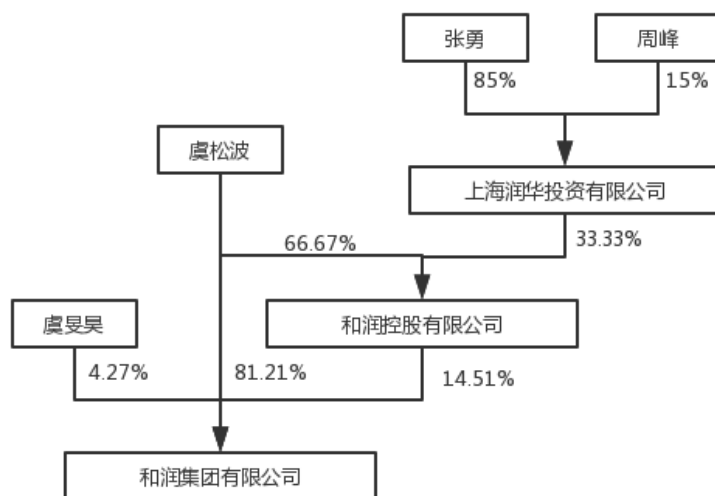 张勇
周峰
85%
15%
虞松波
上海润华投资有限公司
66.67%
33.33%
虞旻昊
和润控股有限公司
4.27%
81.21%
14.51%
和润集团有限公司